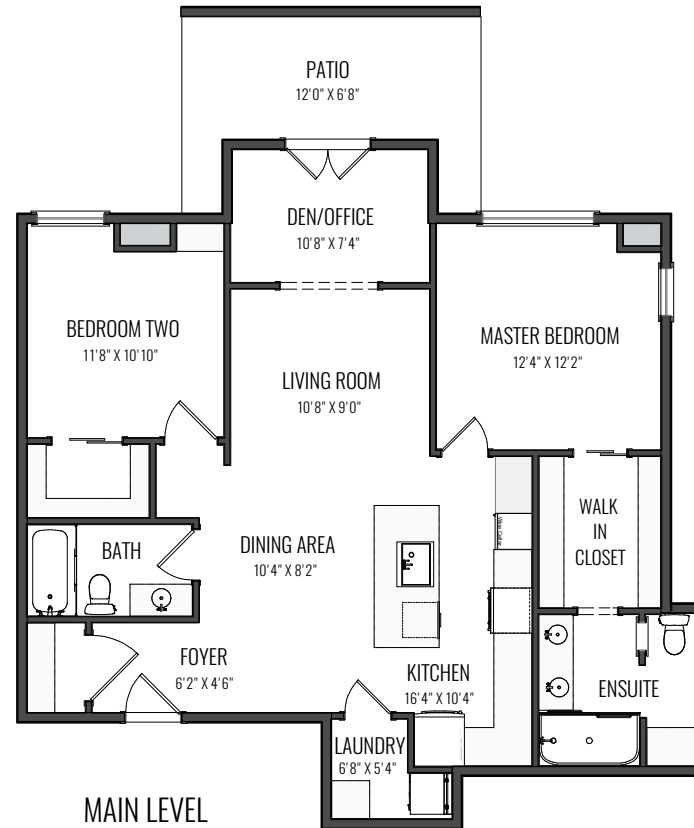 PATIO
12'0" X 6'8"
DEN/OFFICE
10'8" X 7'4"
BEDROOM TWO
11'8" X 10'10"
MASTER BEDROOM
12'4" X 12'2"
LIVING ROOM
10'8" X 9'0"
WALK
IN
CLOSET
Wine Cellar
BATH
DINING AREA
10'4" X 8'2"
FOYER
6'2" X 4'6"
KITCHEN
16'4" X 10'4"
ENSUITE
LAUNDRY
6'8" X 5'4"
MAIN LEVEL